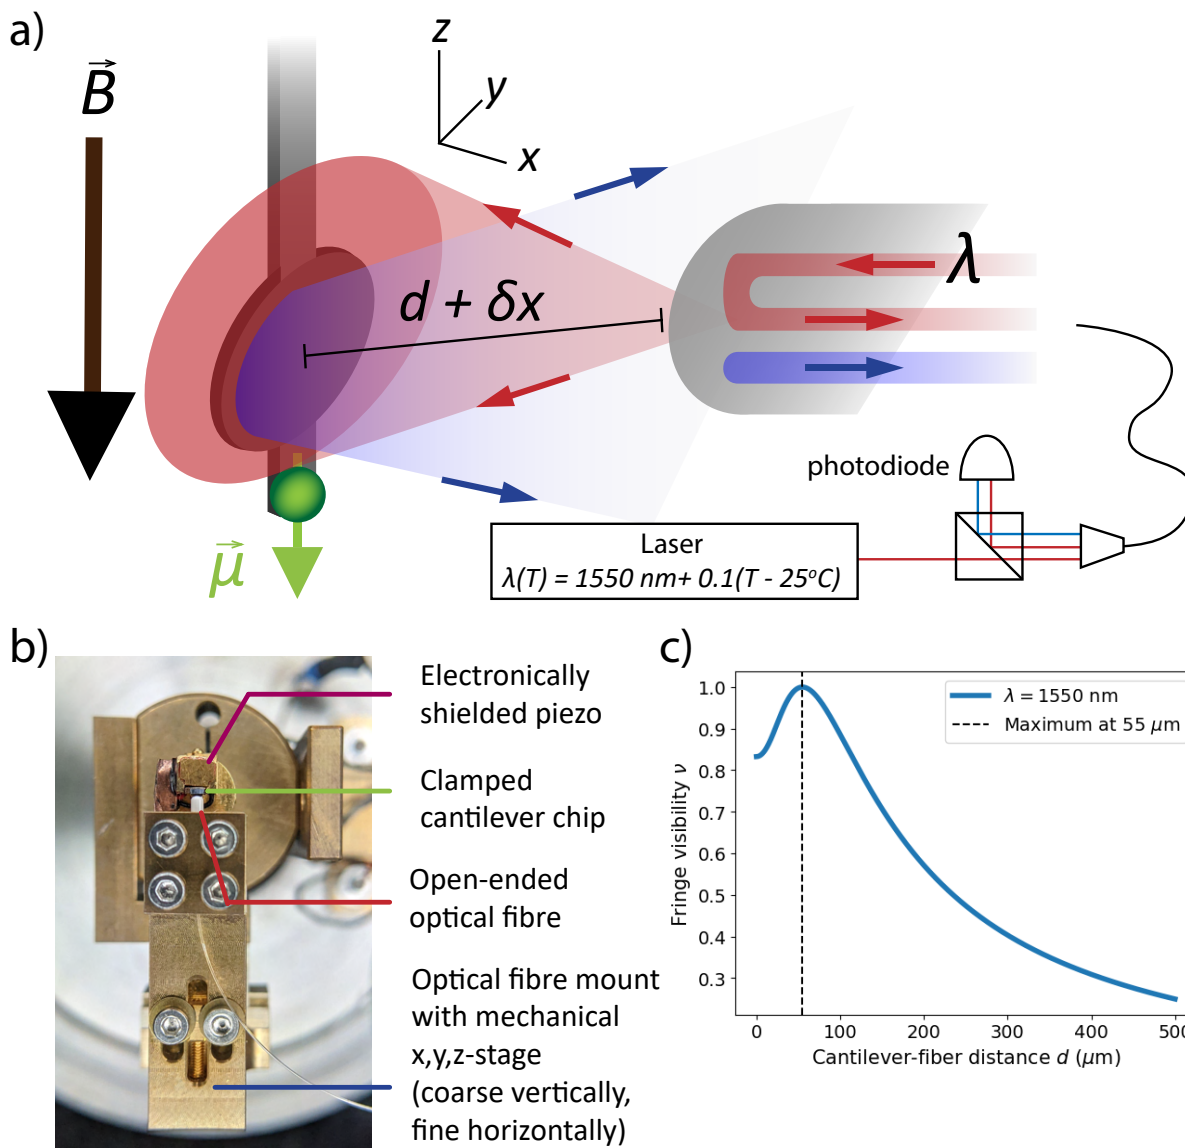 a)
B
z
y
x
d + δx
λ
μ
photodiode
Laser
λ(T) = 1550 nm+ 0.1(T - 25°C)
b)
Electronically
shielded piezo
Clamped
cantilever chip
Open-ended
optical fibre
Optical fibre mount
with mechanical
x,y,z-stage
(coarse vertically,
fine horizontally)
c)
λ = 1550 nm
Maximum at 55 μm
1.0
0.9
0.8
0.7
0.6
0.5
0.4
0.3
Fringe visibility ν
0
100
200
300
400
500
Cantilever-fiber distance d (μm)